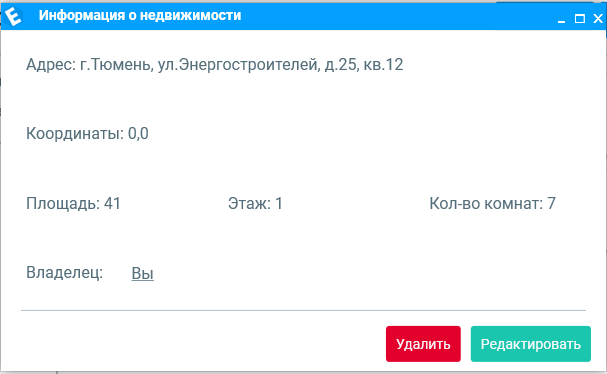 Информация о недвижимости
Адрес: г.Тюмень, ул.Энергостроителей, д.25, кв.12
Координаты: 0,0
Площадь: 41 Этаж: 1 Кол-во комнат: 7
Владелец: Вы
Удалить Редактировать